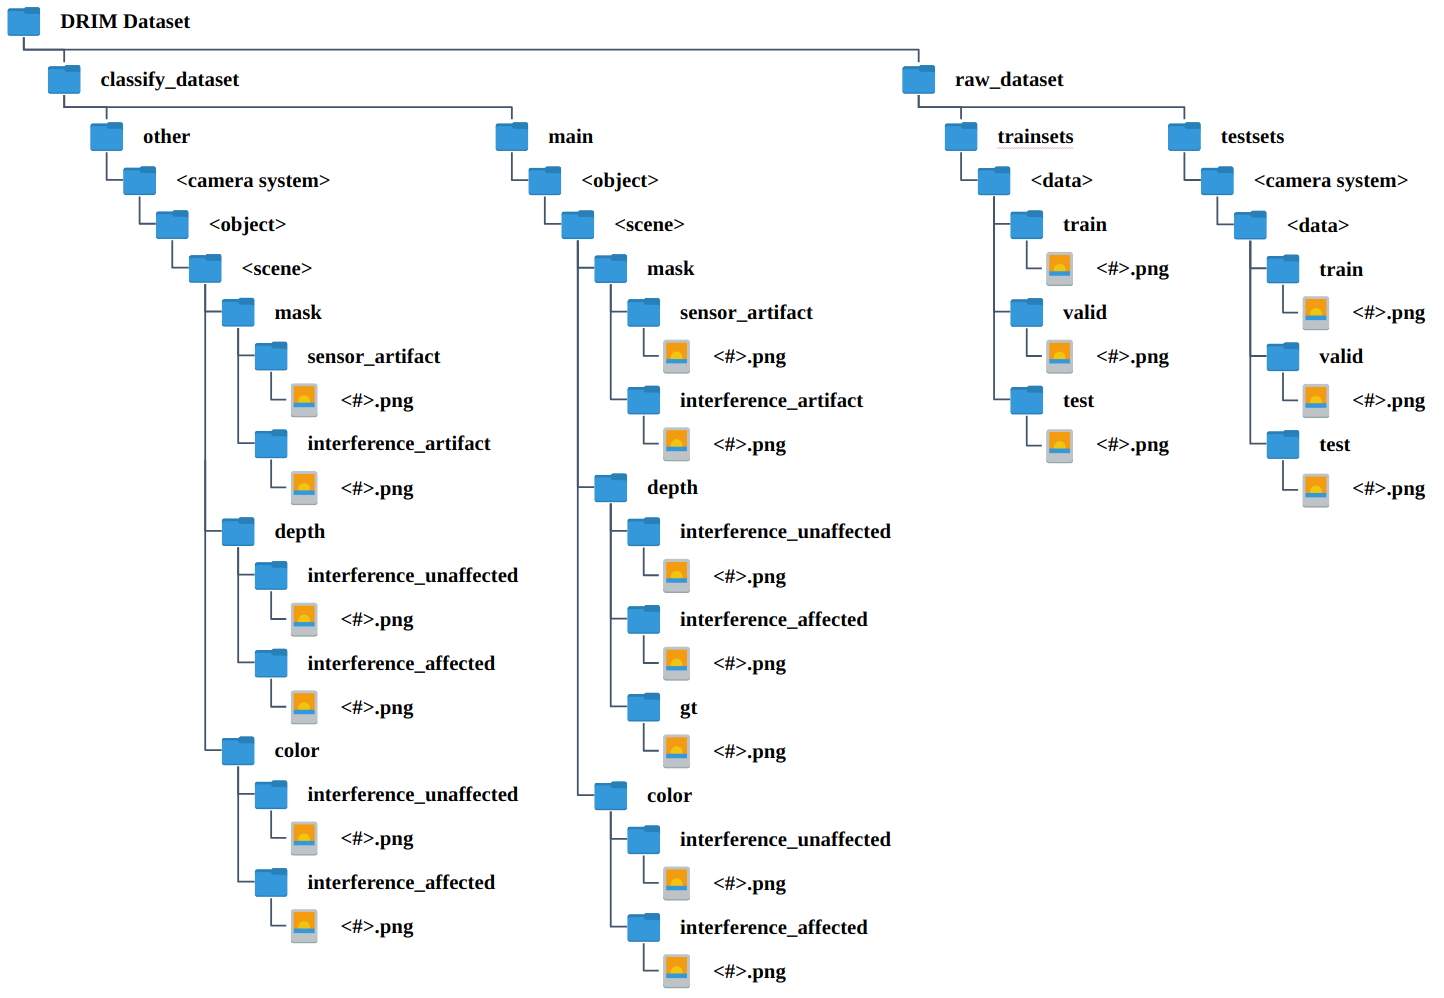 DRIM Dataset
classify_dataset
other
<camera system>
<object>
<scene>
mask
sensor_artifact
<#>.png
interference_artifact
<#>.png
depth
interference_unaffected
<#>.png
interference_affected
<#>.png
color
interference_unaffected
<#>.png
interference_affected
<#>.png
main
<object>
<scene>
mask
sensor_artifact
<#>.png
interference_artifact
<#>.png
depth
interference_unaffected
<#>.png
interference_affected
<#>.png
gt
<#>.png
color
interference_unaffected
<#>.png
interference_affected
<#>.png
raw_dataset
trainsets
<data>
train
<#>.png
valid
<#>.png
test
<#>.png
testsets
<camera system>
<data>
train
<#>.png
valid
<#>.png
test
<#>.png